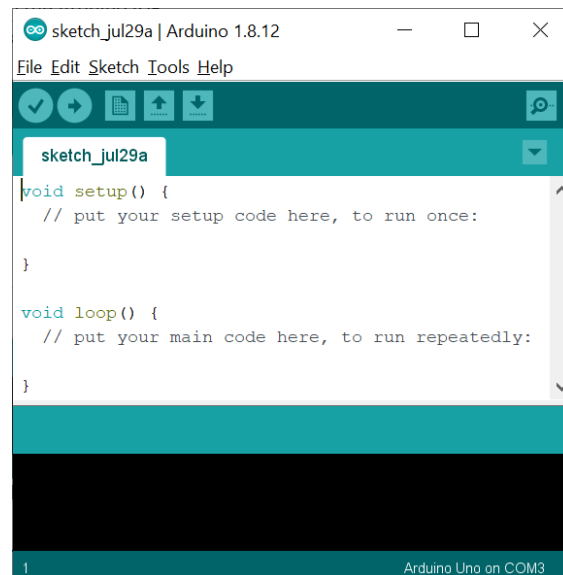 sketch_jul29a | Arduino 1.8.12
File Edit Sketch Tools Help
sketch_jul29a
void setup() {
  // put your setup code here, to run once:
}
void loop() {
  // put your main code here, to run repeatedly:
}
1 Arduino Uno on COM3